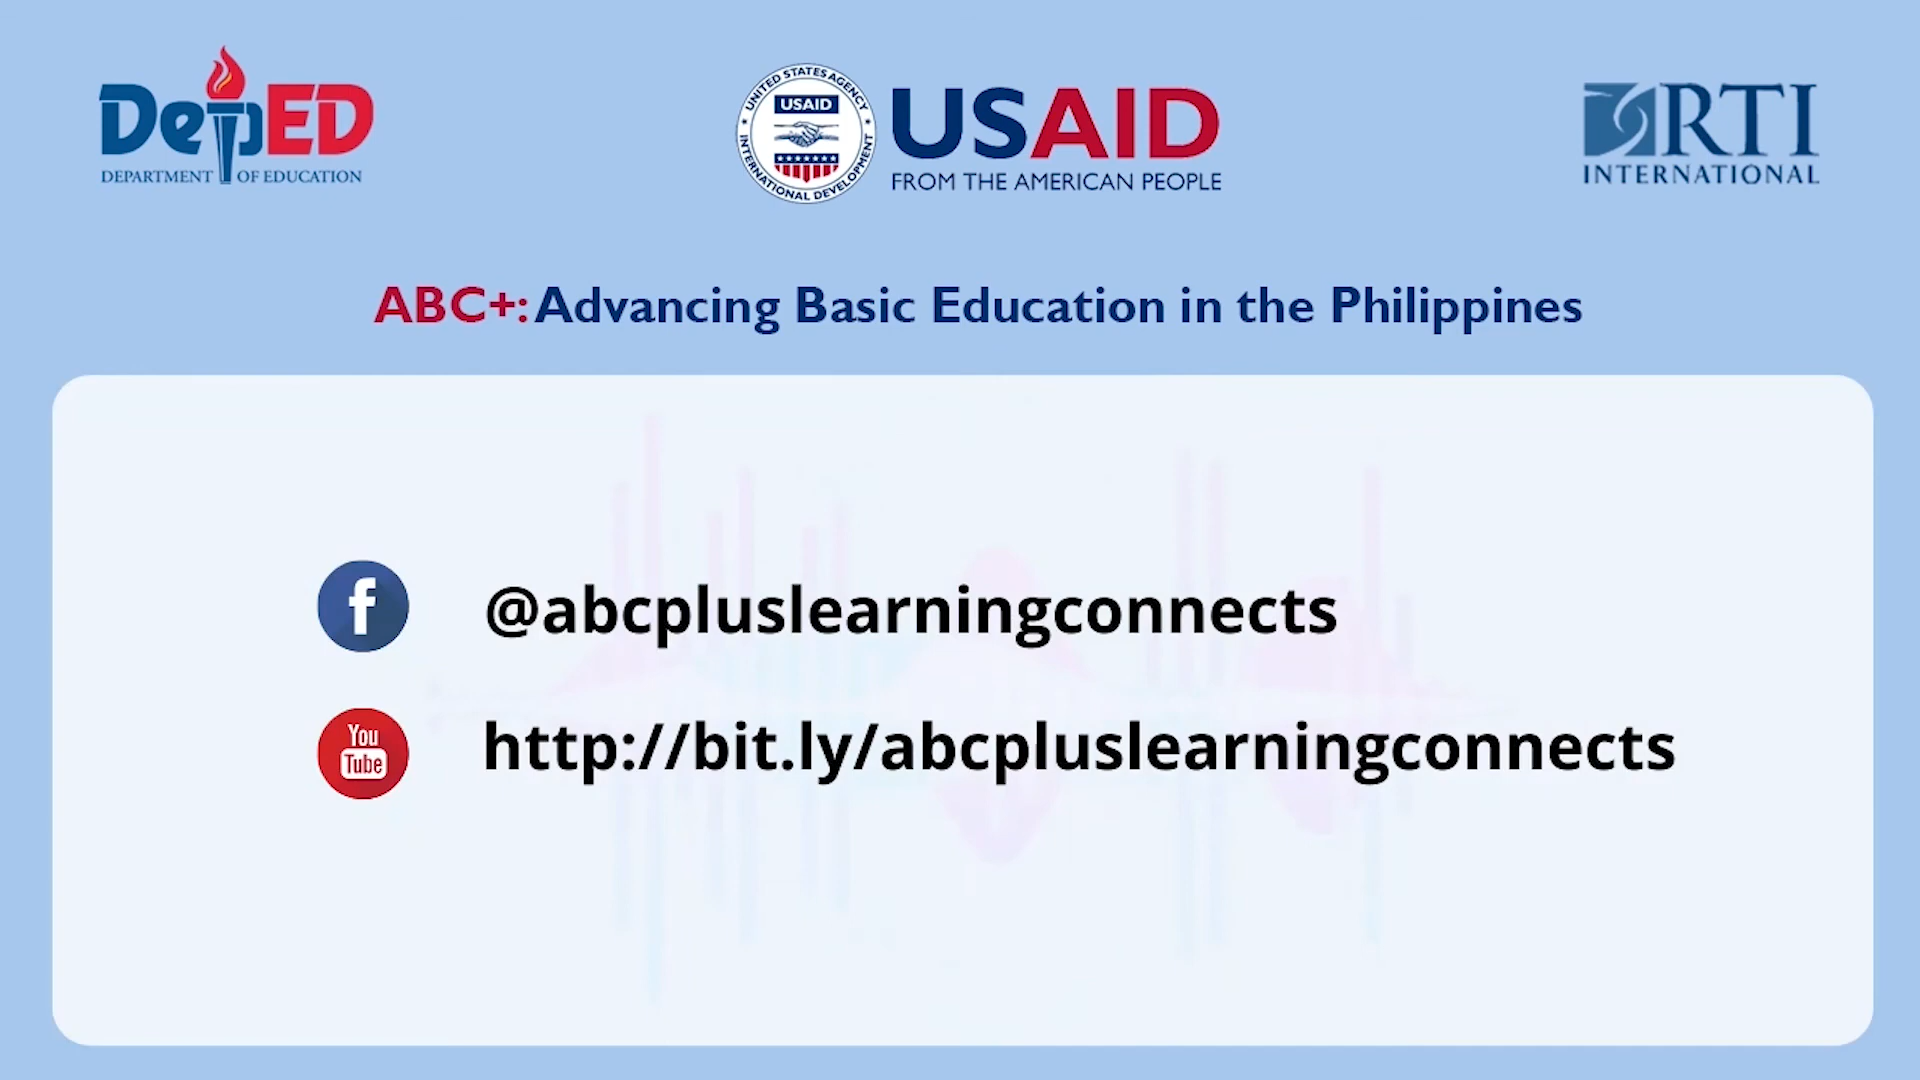 DepED
DEPARTMENT OF EDUCATION
UNITED STATES AGENCY
USAID
INTERNATIONAL DEVELOPMENT
USAID
FROM THE AMERICAN PEOPLE
RTI
INTERNATIONAL
ABC+: Advancing Basic Education in the Philippines
f
@abcpluslearningconnects
You
Tube
http://bit.ly/abcpluslearningconnects